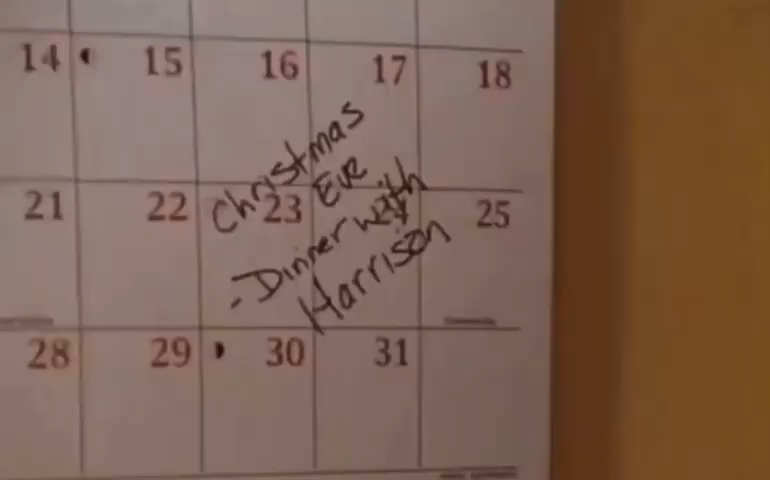 14 15 16 17 18
Christmas
Eve
21 22 23 25
-Dinner with
Harrison
28 29 30 31